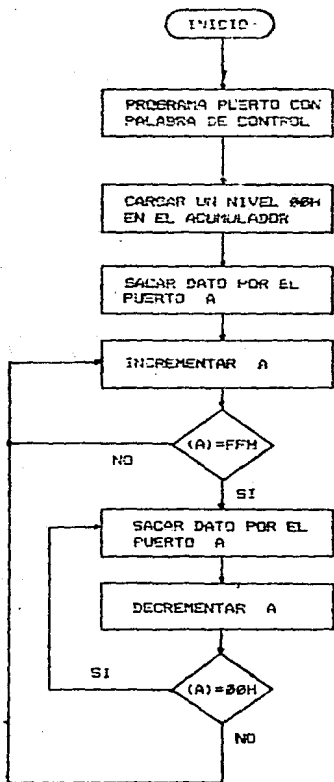 INICIO
PROGRAMA PUERTO CON
PALABRA DE CONTROL
CARGAR UN NIVEL 00H
EN EL ACUMULADOR
SACAR DATO POR EL
PUERTO A
INCREMENTAR A
(A)=FFH
NO
SI
SACAR DATO POR EL
PUERTO A
DECREMENTAR A
SI
(A)=00H
NO